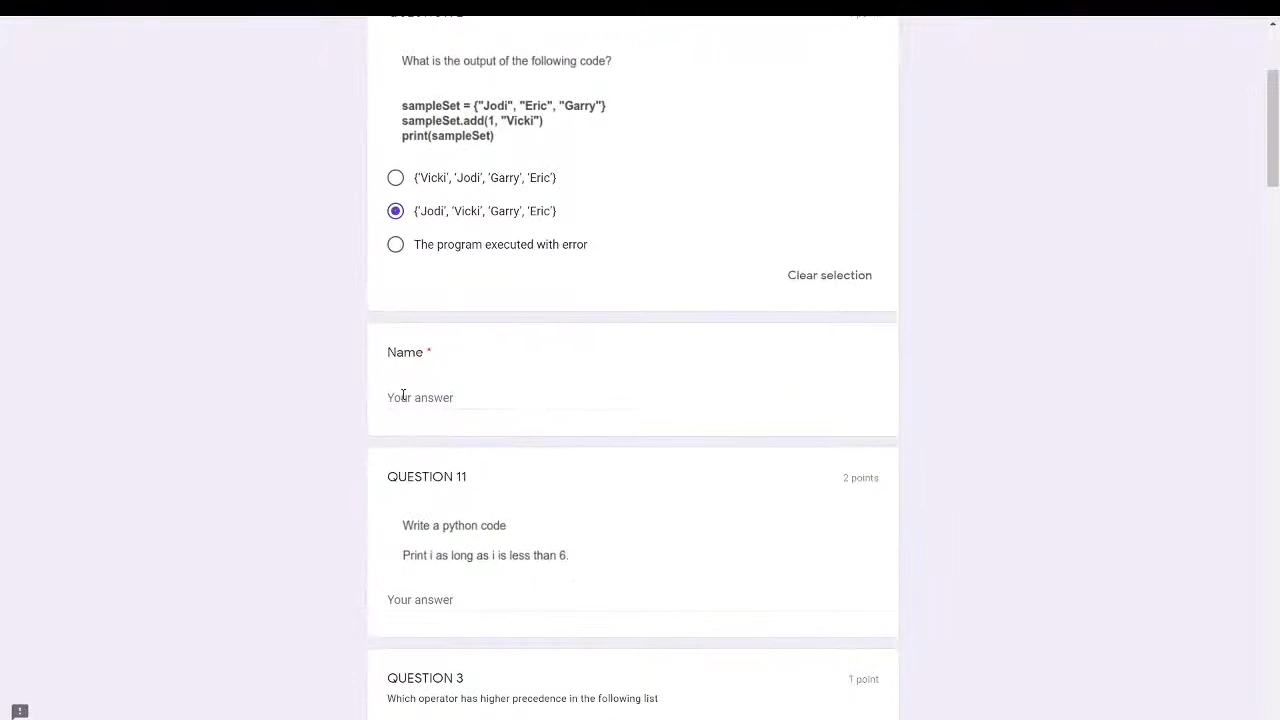 What is the output of the following code?
sampleSet = {"Jodi", "Eric", "Garry"}
sampleSet.add(1, "Vicki")
print(sampleSet)
{‘Vicki’, ‘Jodi’, ‘Garry’, ‘Eric’}
{‘Jodi’, ‘Vicki’, ‘Garry’, ‘Eric’}
The program executed with error
Clear selection
Name *
Your answer
QUESTION 11
2 points
Write a python code
Print i as long as i is less than 6.
Your answer
QUESTION 3
1 point
Which operator has higher precedence in the following list